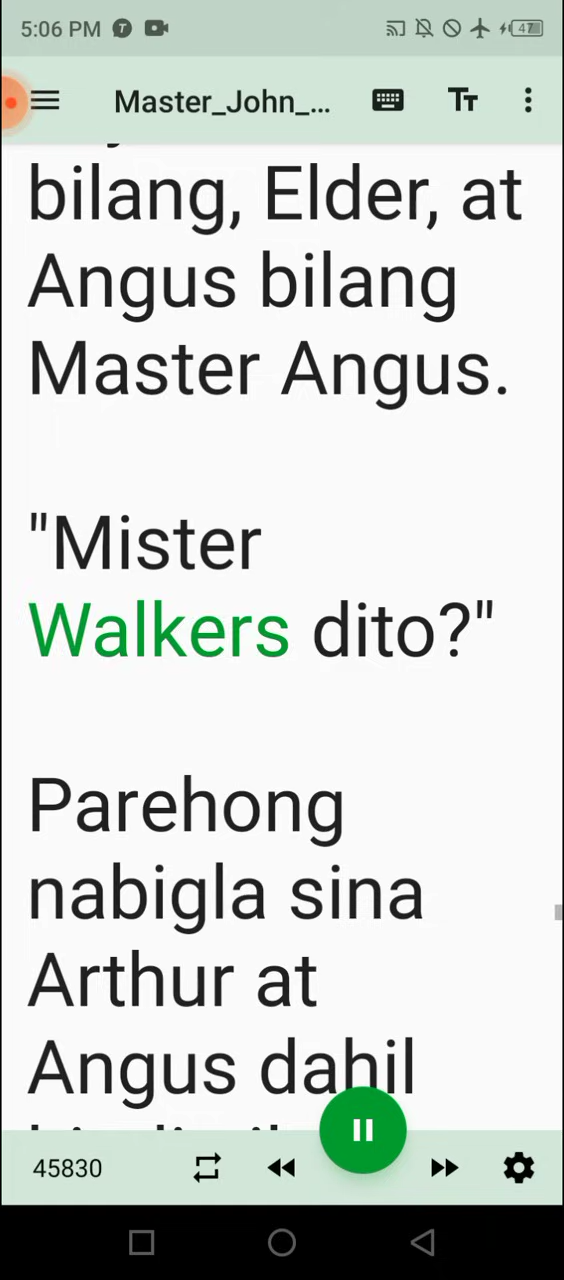 5:06 PM
47
Master_John_...
bilang, Elder, at
Angus bilang
Master Angus.
"Mister
Walkers dito?"
Parehong
nabigla sina
Arthur at
Angus dahil
45830